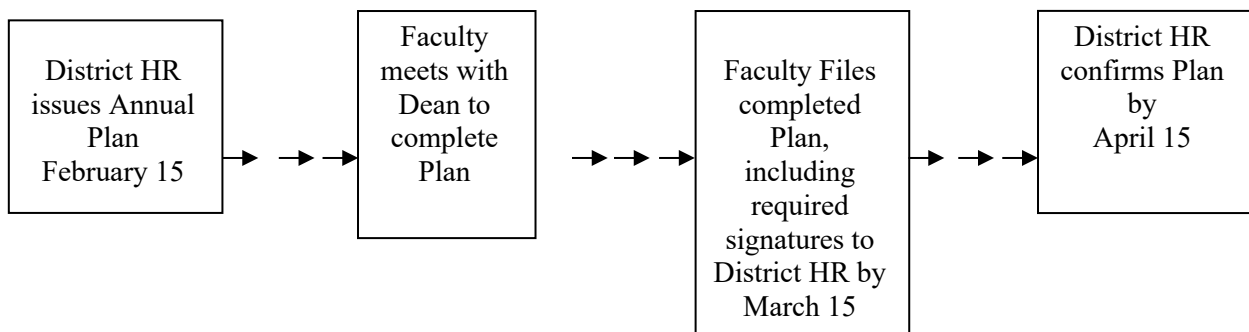 District HR
issues Annual
Plan
February 15
Faculty
meets with
Dean to
complete
Plan
Faculty Files
completed
Plan,
including
required
signatures to
District HR by
March 15
District HR
confirms Plan
by
April 15